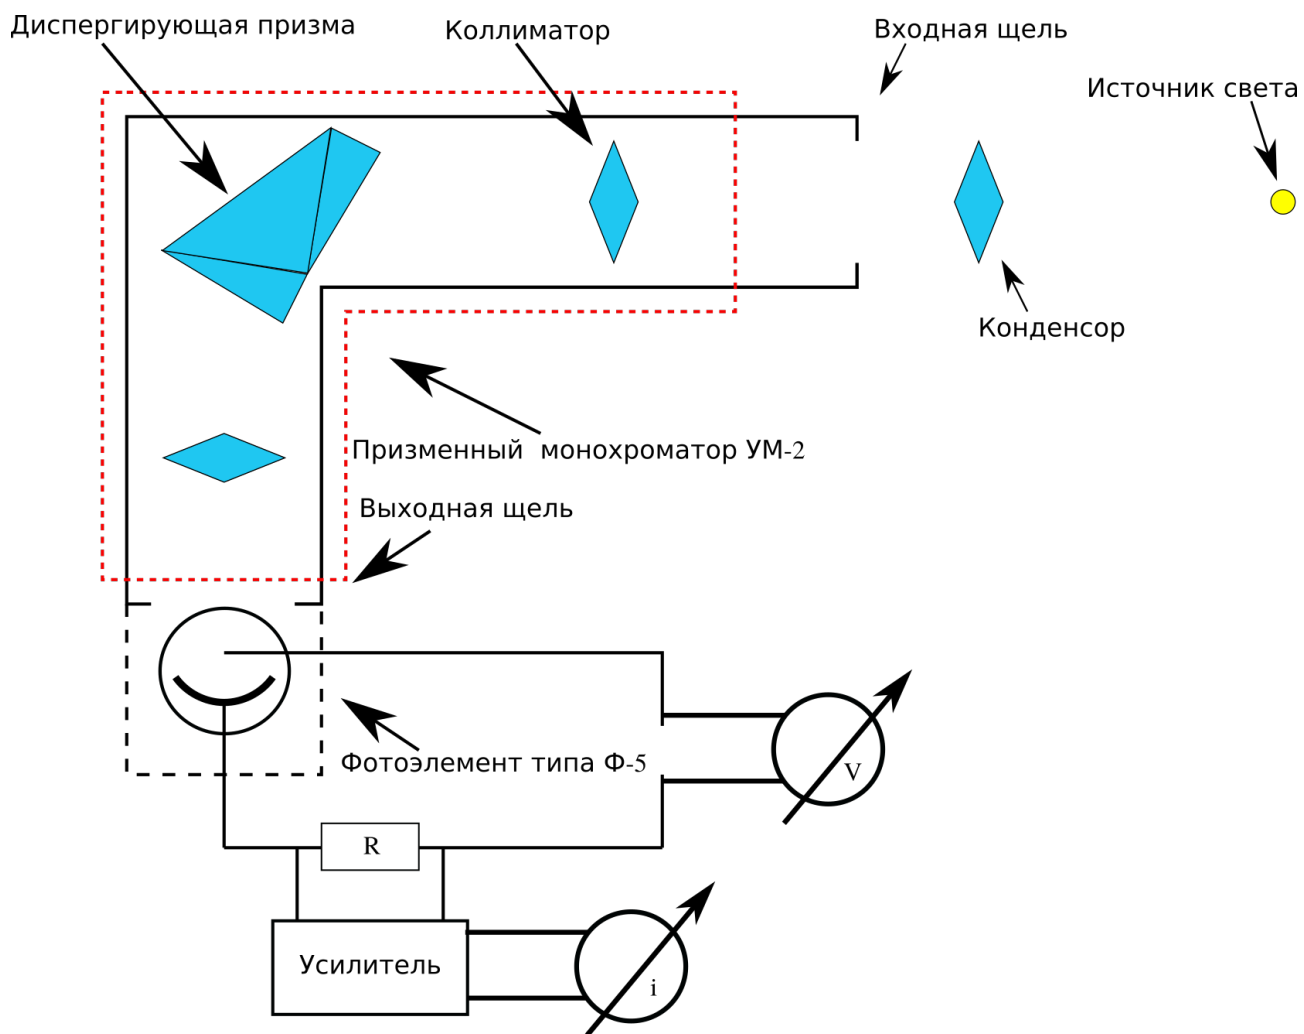 Диспергирующая призма
Коллиматор
Входная щель
Источник света
Конденсор
Призменный монохроматор УМ-2
Выходная щель
Фотоэлемент типа Ф-5
V
R
Усилитель
i